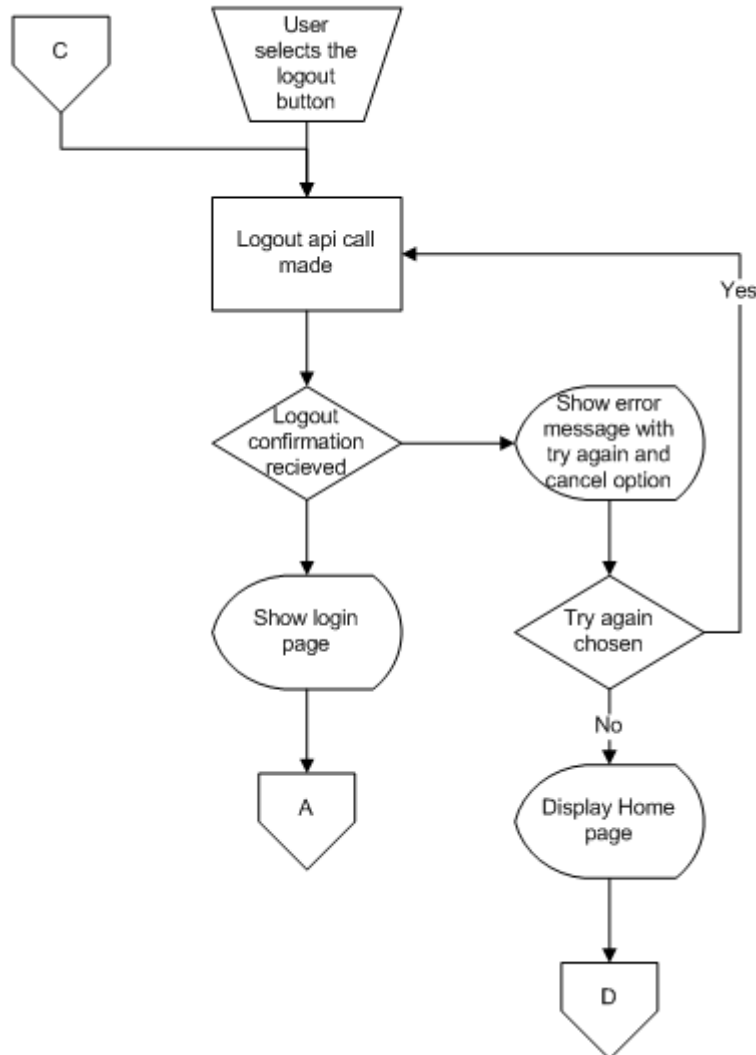 C
User
selects the
logout
button
Logout api call
made
Yes
Logout
confirmation
recieved
Show error
message with
try again and
cancel option
Show login
page
Try again
chosen
No
A
Display Home
page
D